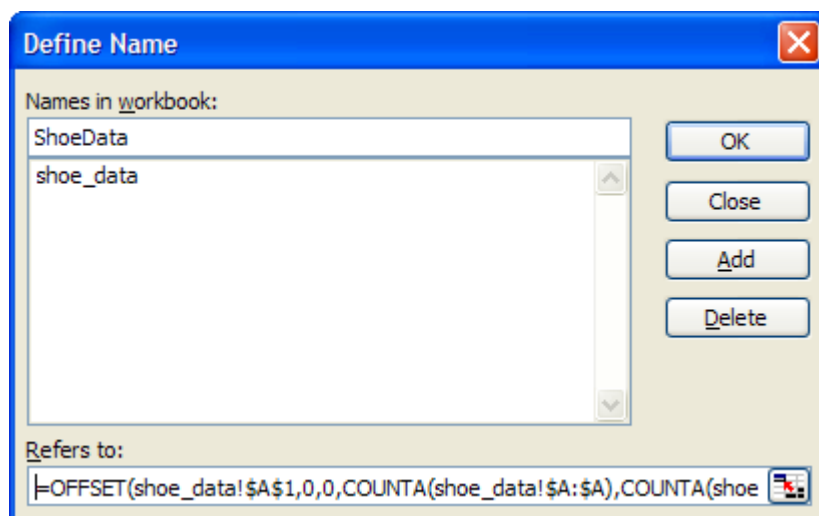 Define Name
Names in workbook:
ShoeData
OK
shoe_data
Close
Add
Delete
Refers to:
=OFFSET(shoe_data!$A$1,0,0,COUNTA(shoe_data!$A:$A),COUNTA(shoe